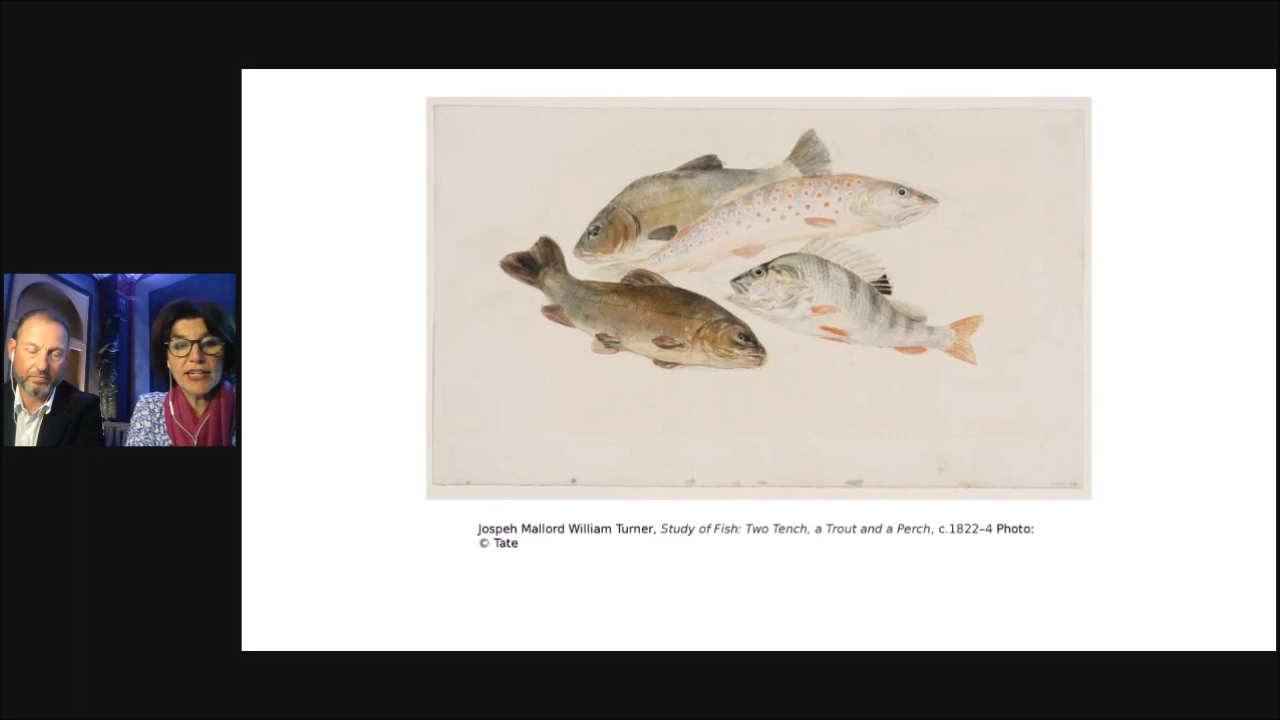 Jospeh Mallord William Turner, Study of Fish: Two Tench, a Trout and a Perch, c.1822–4 Photo:
© Tate